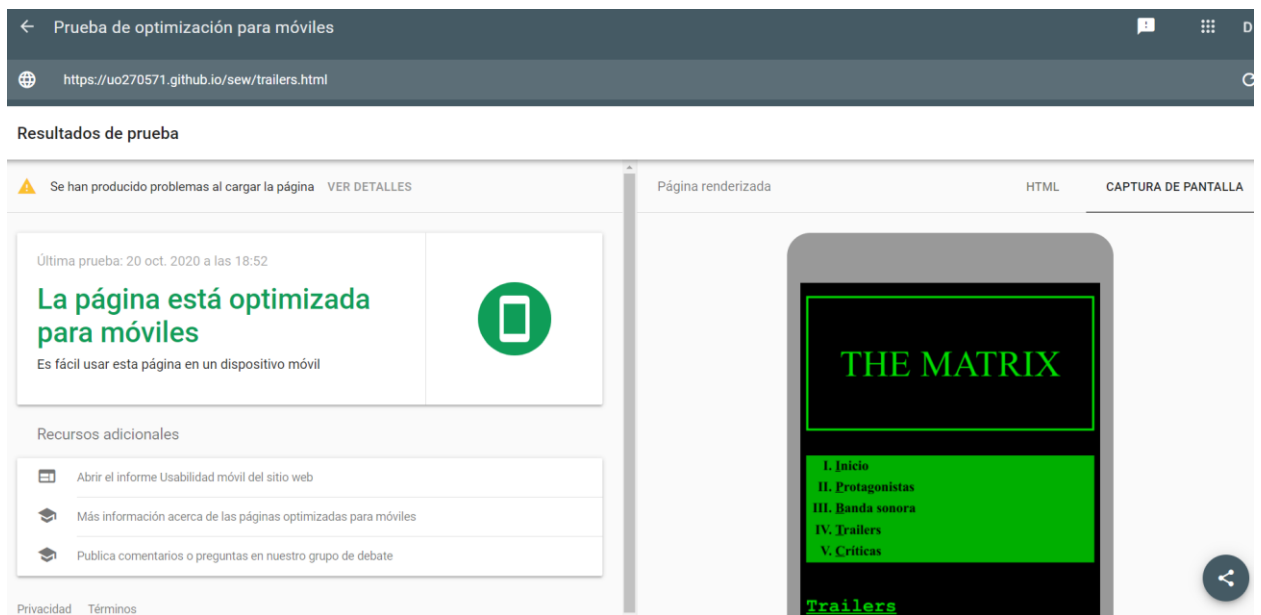 Prueba de optimización para móviles
D
https://uo270571.github.io/sew/trailers.html
Resultados de prueba
Se han producido problemas al cargar la página VER DETALLES
Página renderizada HTML CAPTURA DE PANTALLA
Última prueba: 20 oct. 2020 a las 18:52
La página está optimizada
para móviles
Es fácil usar esta página en un dispositivo móvil
Recursos adicionales
Abrir el informe Usabilidad móvil del sitio web
Más información acerca de las páginas optimizadas para móviles
Publica comentarios o preguntas en nuestro grupo de debate
Privacidad Términos
THE MATRIX
I. Inicio
II. Protagonistas
III. Banda sonora
IV. Trailers
V. Críticas
Trailers